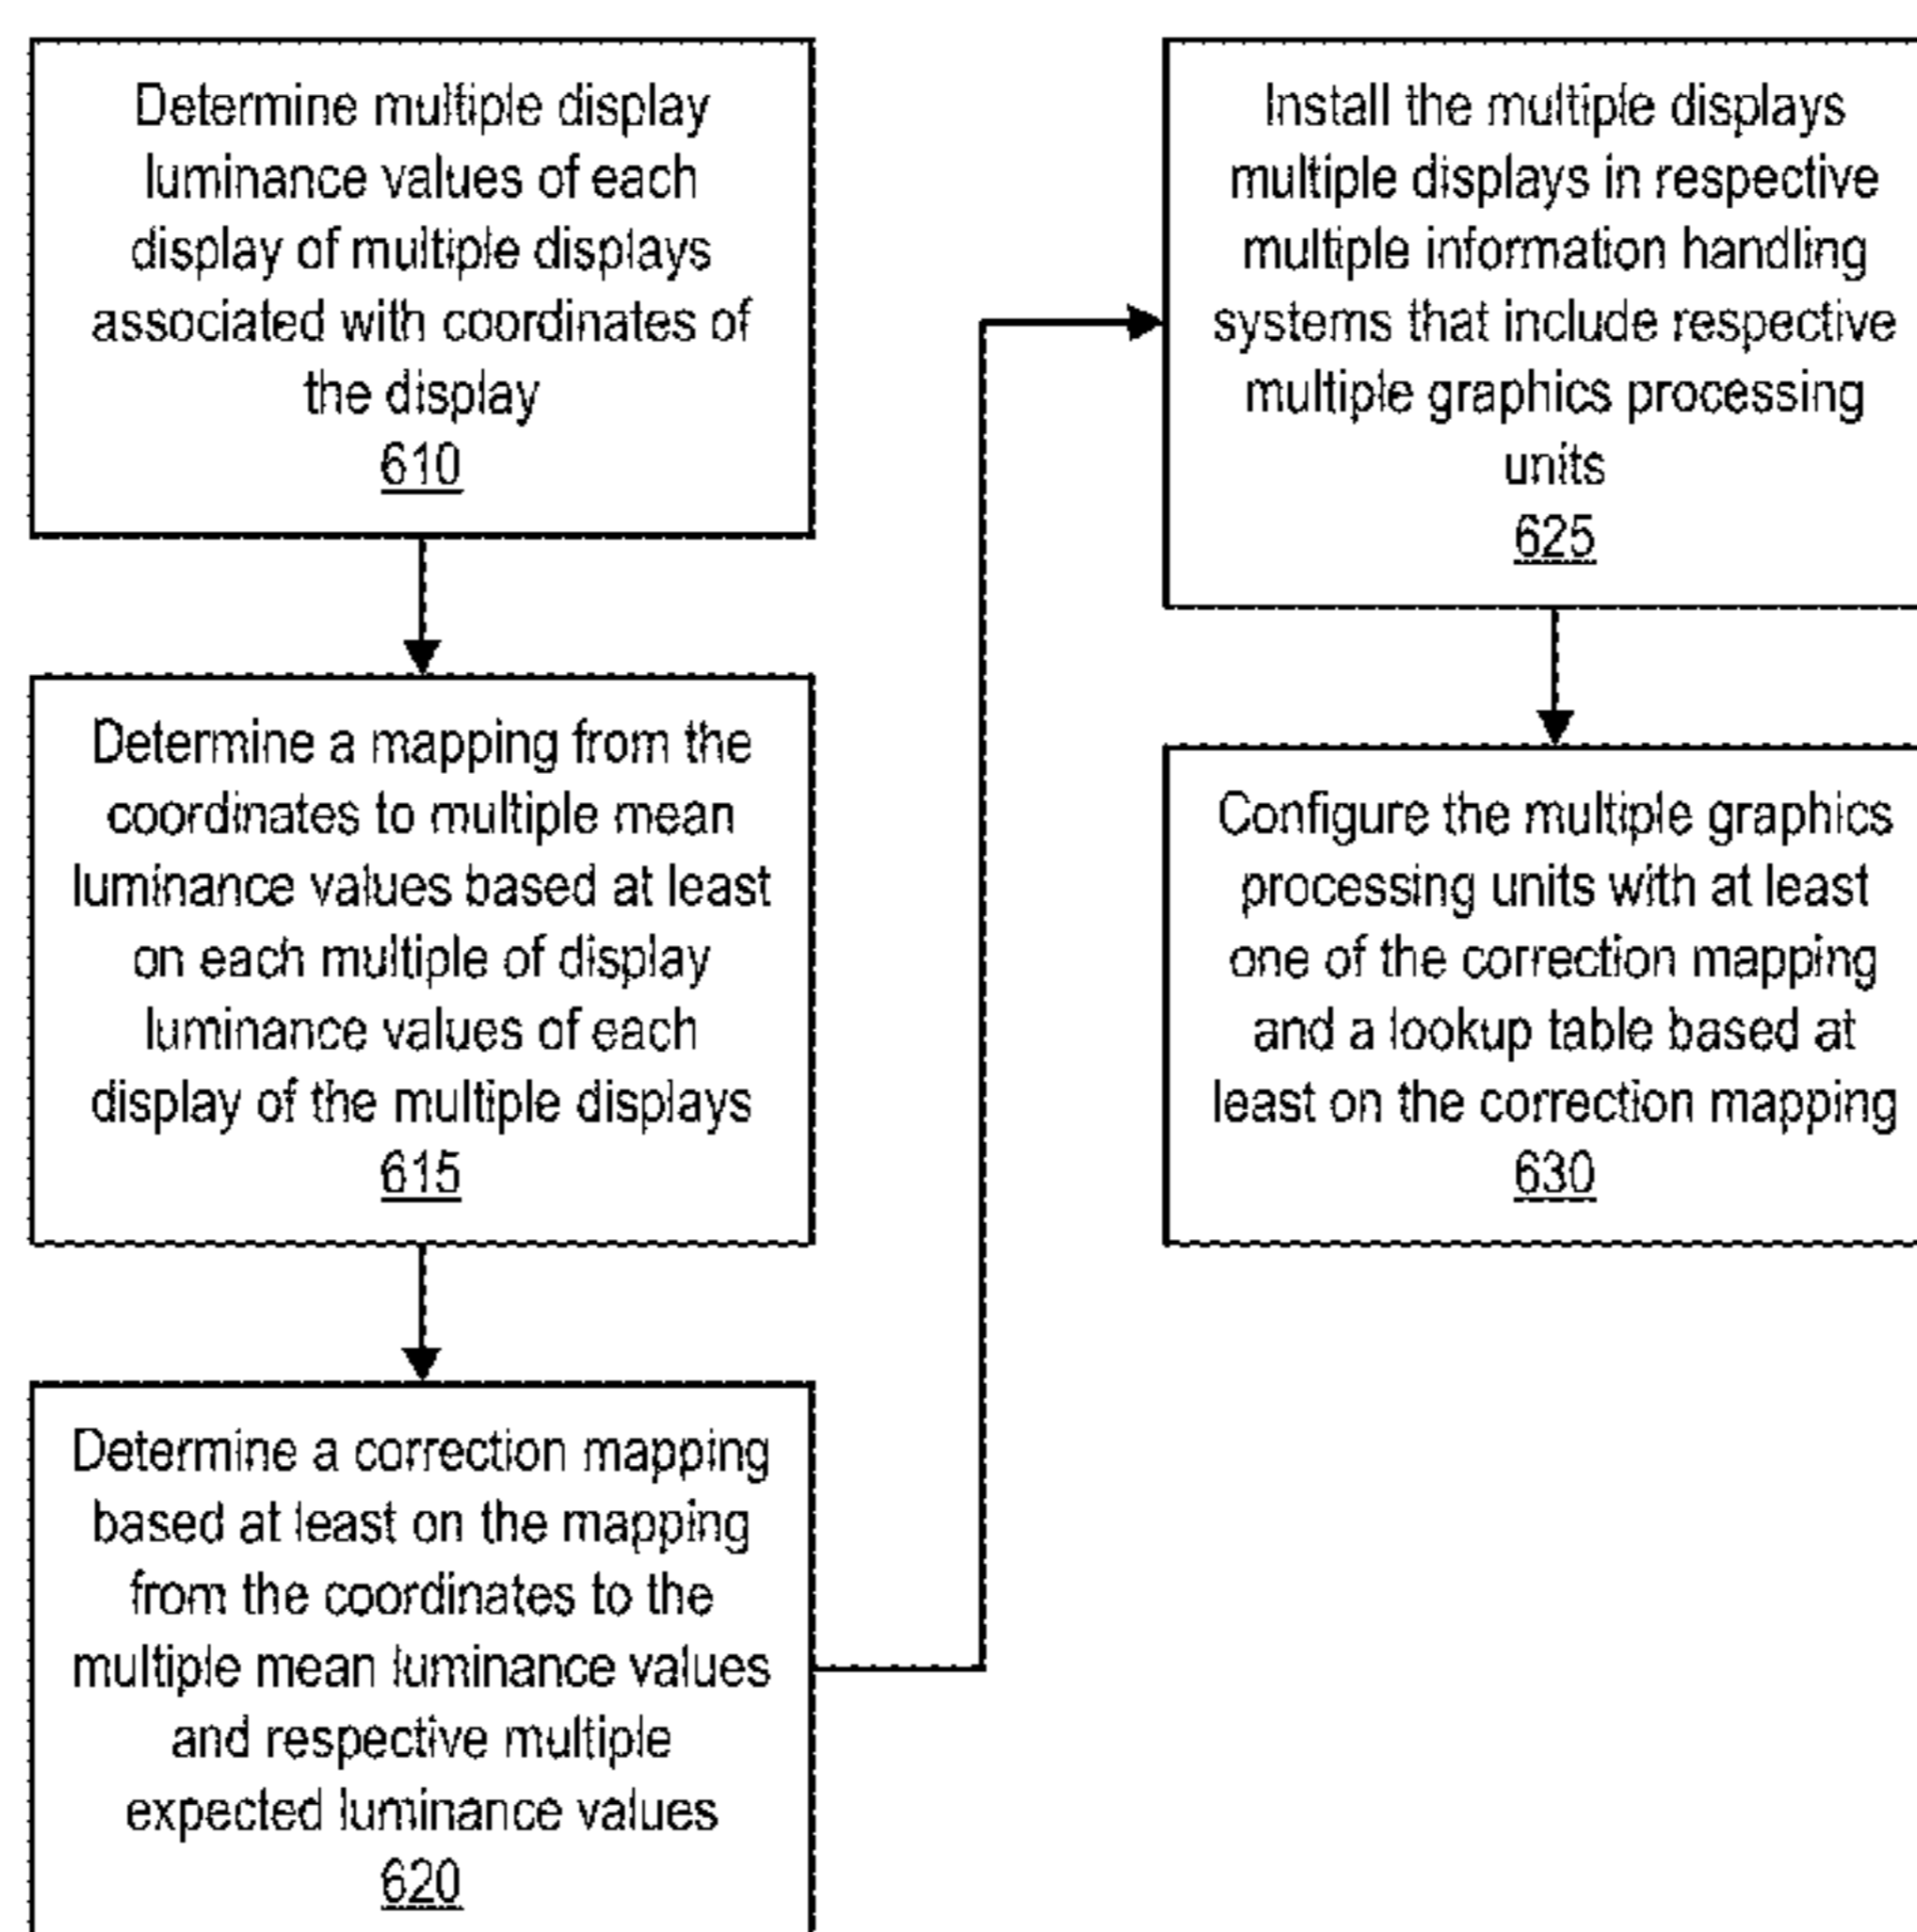 Determine multiple display
luminance values of each
display of multiple displays
associated with coordinates of
the display
610
Determine a mapping from the
coordinates to multiple mean
luminance values based at least
on each multiple of display
luminance values of each
display of the multiple displays
615
Determine a correction mapping
based at least on the mapping
from the coordinates to the
multiple mean luminance values
and respective multiple
expected luminance values
620
Install the multiple displays
multiple displays in respective
multiple information handling
systems that include respective
multiple graphics processing
units
625
Configure the multiple graphics
processing units with at least
one of the correction mapping
and a lookup table based at
least on the correction mapping
630